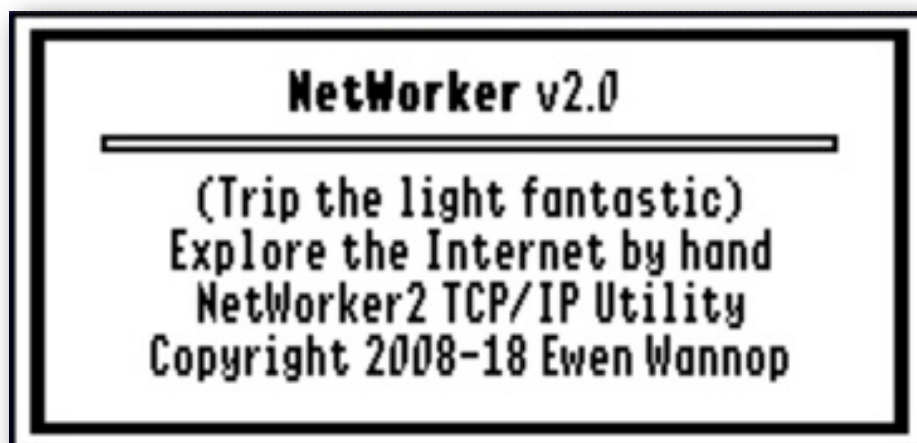 NetWorker v2.0
(Trip the light fantastic)
Explore the Internet by hand
NetWorker2 TCP/IP Utility
Copyright 2008-18 Ewen Wannop